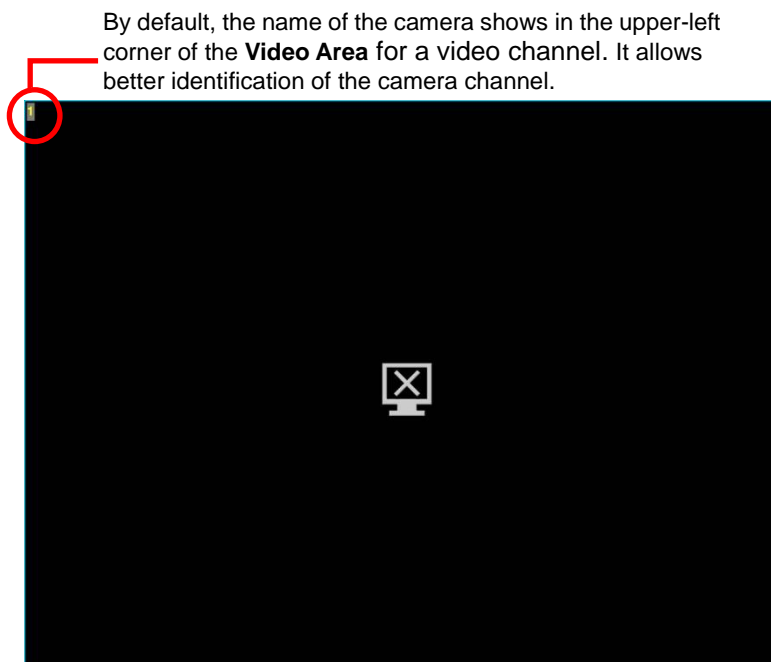 By default, the name of the camera shows in the upper-left
corner of the Video Area for a video channel. It allows
better identification of the camera channel.
1